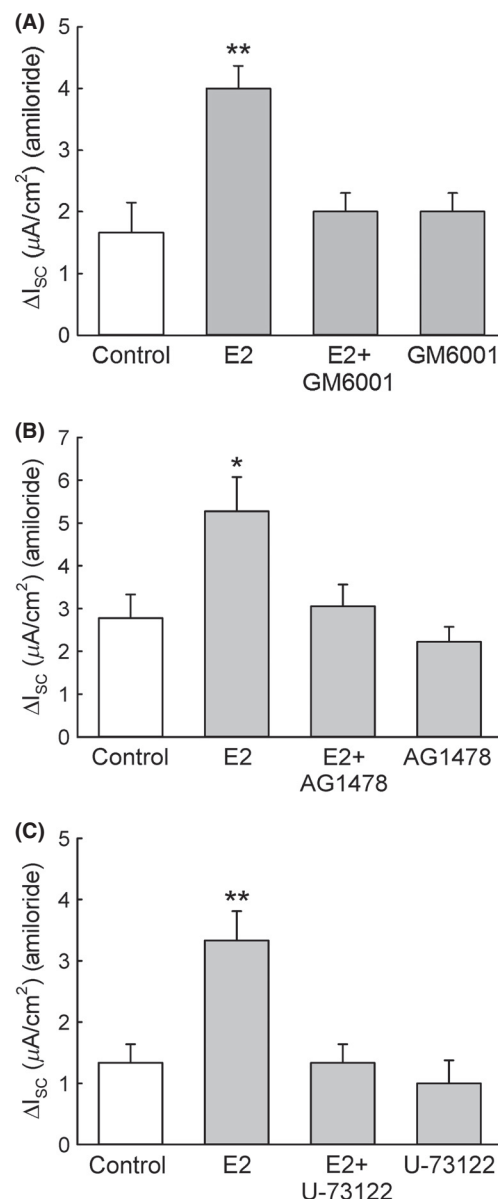 (A)
ΔI_SC (μA/cm²) (amiloride)
5
4
3
2
1
0
**
Control E2 E2+ GM6001
GM6001
(B)
ΔI_SC (μA/cm²) (amiloride)
7
6
5
4
3
2
1
0
*
Control E2 E2+ AG1478
AG1478
(C)
ΔI_SC (μA/cm²) (amiloride)
5
4
3
2
1
0
**
Control E2 E2+ U-73122
U-73122